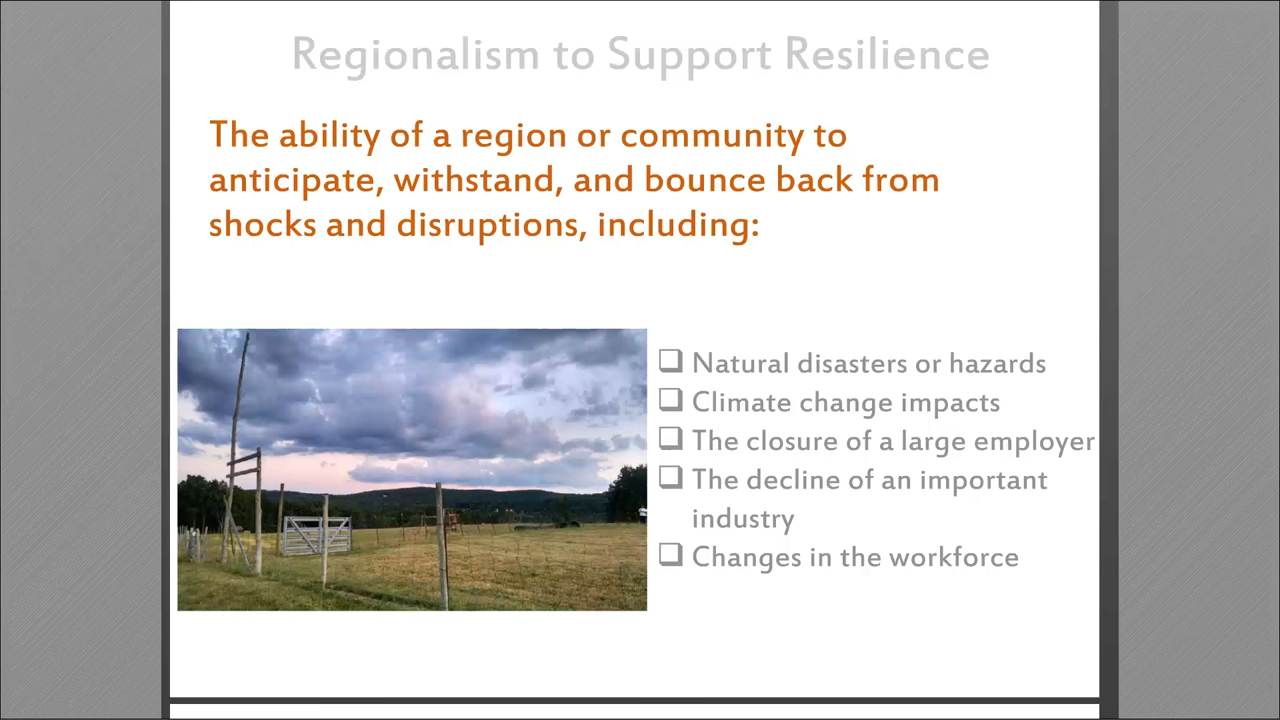 Regionalism to Support Resilience
The ability of a region or community to
anticipate, withstand, and bounce back from
shocks and disruptions, including:
❑ Natural disasters or hazards
❑ Climate change impacts
❑ The closure of a large employer
❑ The decline of an important
industry
❑ Changes in the workforce